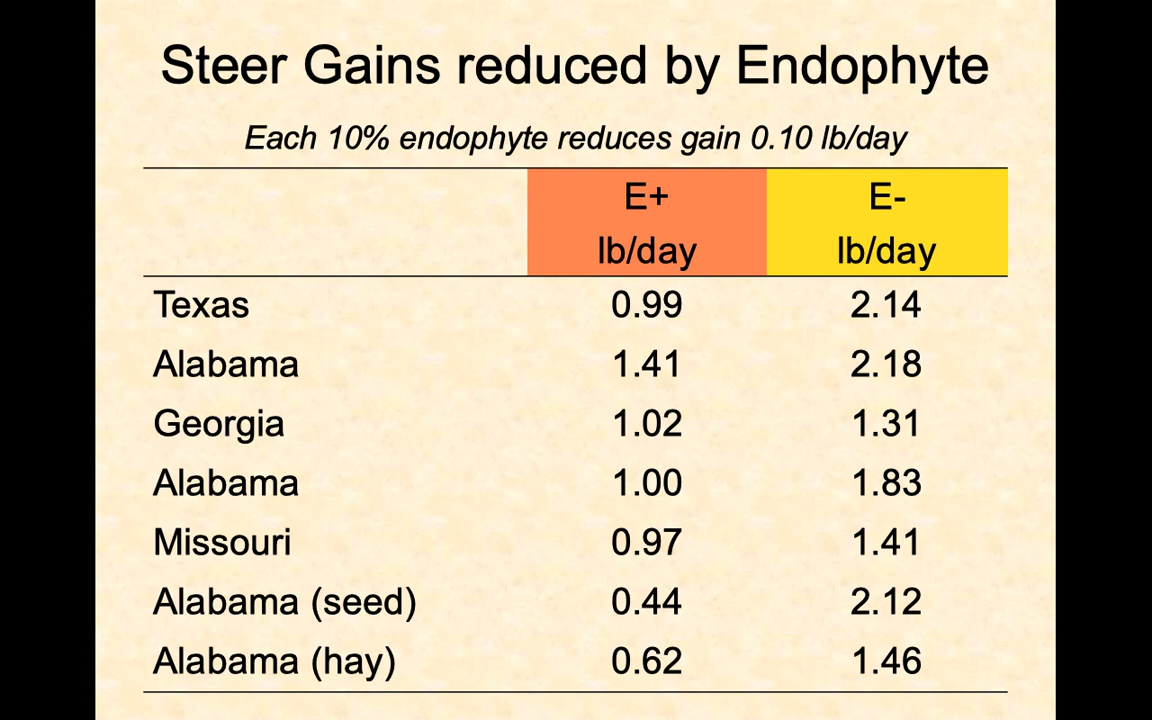 Steer Gains reduced by Endophyte
Each 10% endophyte reduces gain 0.10 lb/day
E+ E-
lb/day lb/day
Texas 0.99 2.14
Alabama 1.41 2.18
Georgia 1.02 1.31
Alabama 1.00 1.83
Missouri 0.97 1.41
Alabama (seed) 0.44 2.12
Alabama (hay) 0.62 1.46